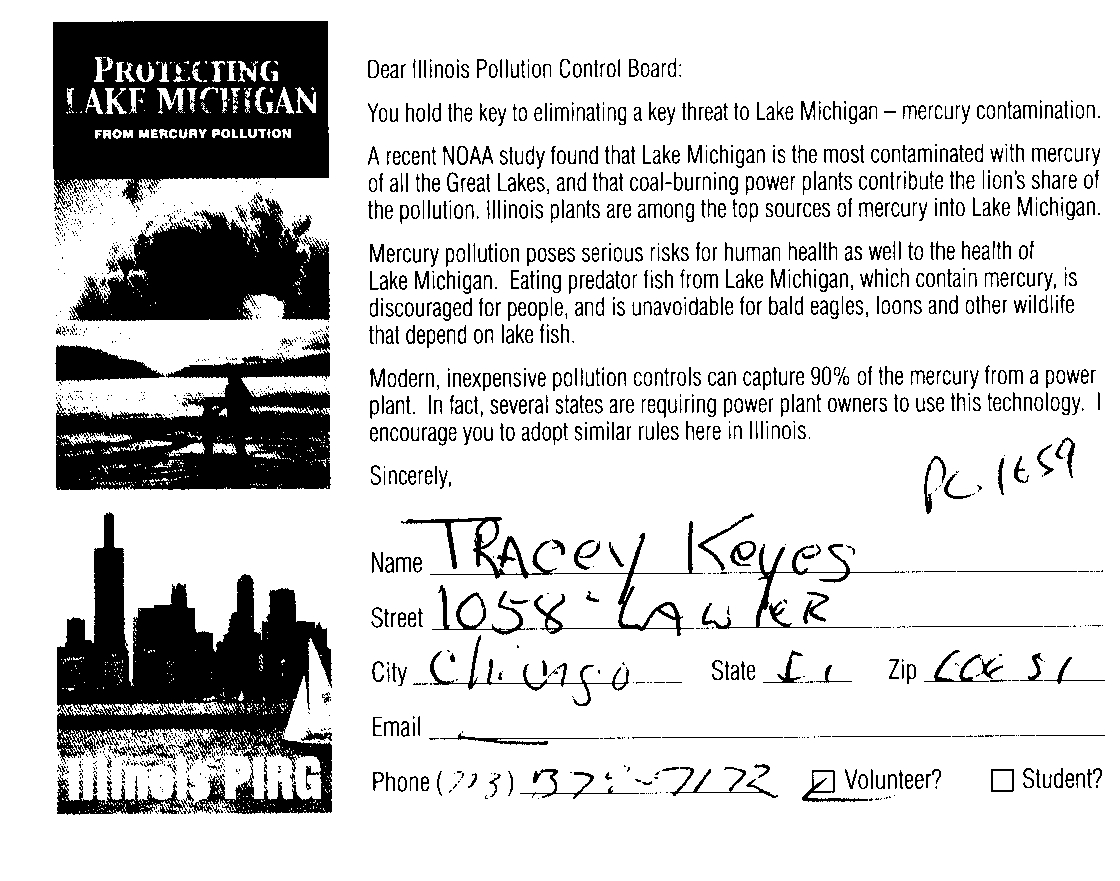 PROTECTING
LAKE MICHIGAN
FROM MERCURY POLLUTION
Illinois PIRG
Dear Illinois Pollution Control Board:
You hold the key to eliminating a key threat to Lake Michigan – mercury contamination.
A recent NOAA study found that Lake Michigan is the most contaminated with mercury
of all the Great Lakes, and that coal-burning power plants contribute the lion's share of
the pollution. Illinois plants are among the top sources of mercury into Lake Michigan.
Mercury pollution poses serious risks for human health as well to the health of
Lake Michigan. Eating predator fish from Lake Michigan, which contain mercury, is
discouraged for people, and is unavoidable for bald eagles, loons and other wildlife
that depend on lake fish.
Modern, inexpensive pollution controls can capture 90% of the mercury from a power
plant. In fact, several states are requiring power plant owners to use this technology. I
encourage you to adopt similar rules here in Illinois.
Sincerely,
Name TRACEY Keyes
Street 1058
City Chicago State Il Zip
Email
Phone
Volunteer? Student?